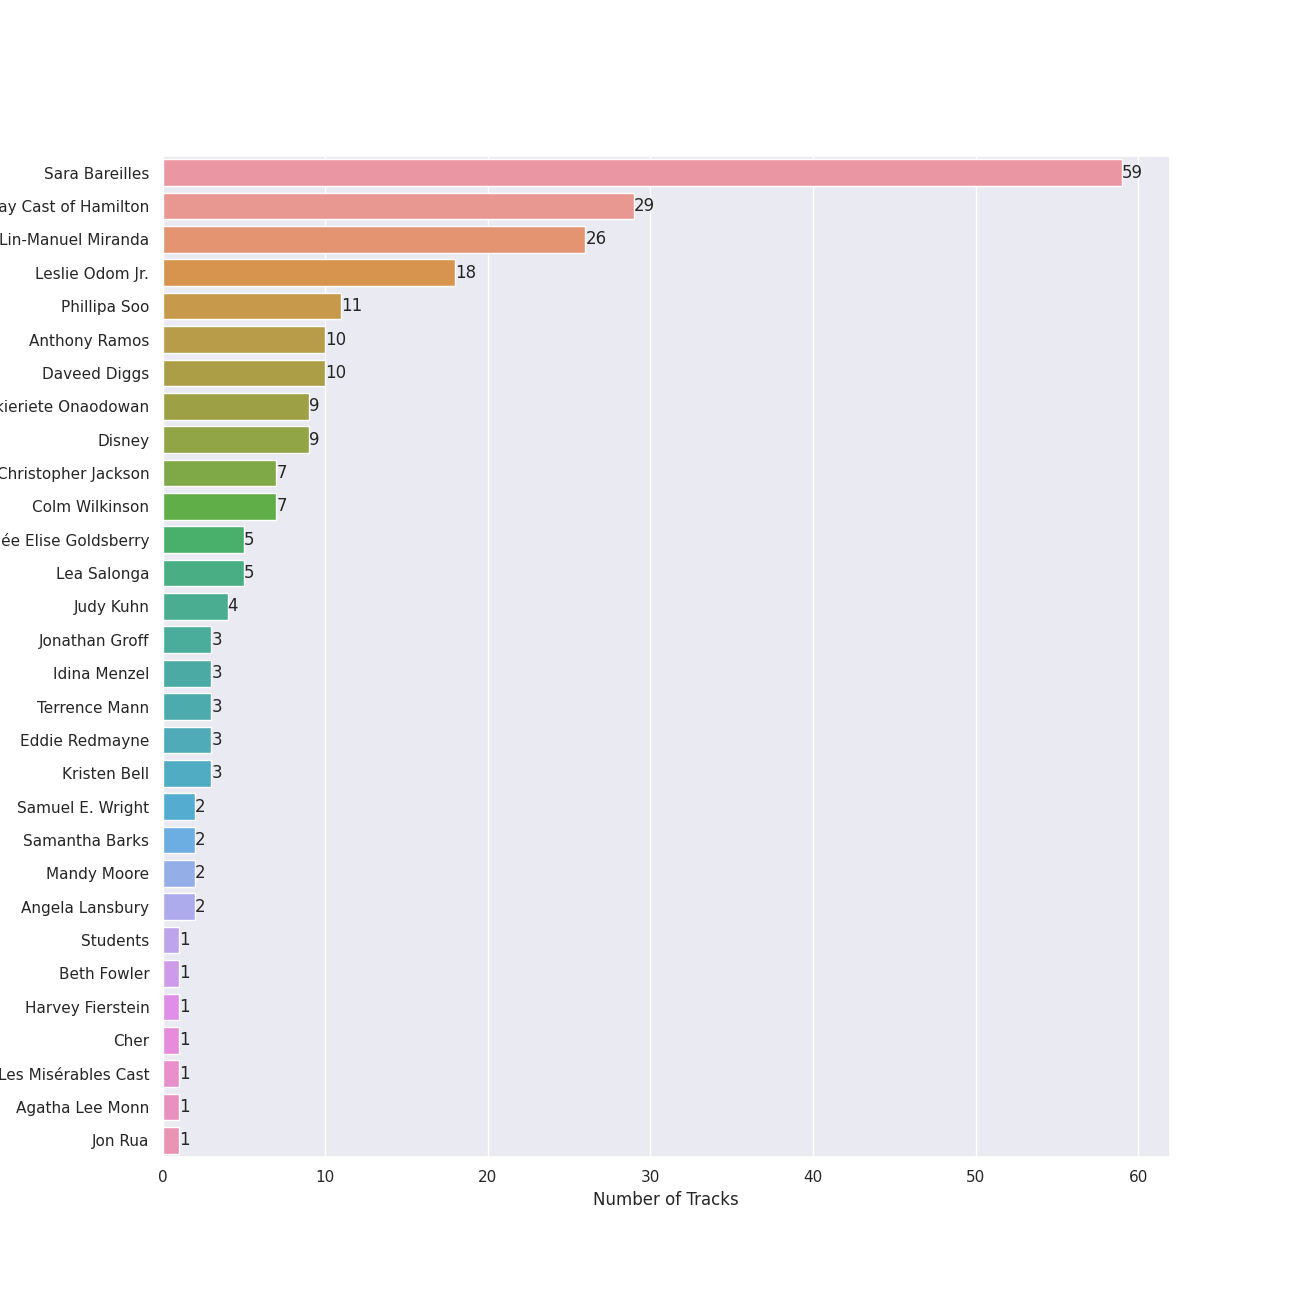 Sara Bareilles 59
ay Cast of Hamilton 29
Lin-Manuel Miranda 26
Leslie Odom Jr. 18
Phillipa Soo 11
Anthony Ramos 10
Daveed Diggs 10
kieriete Onaodowan 9
Disney 9
Christopher Jackson 7
Colm Wilkinson 7
ée Elise Goldsberry 5
Lea Salonga 5
Judy Kuhn 4
Jonathan Groff 3
Idina Menzel 3
Terrence Mann 3
Eddie Redmayne 3
Kristen Bell 3
Samuel E. Wright 2
Samantha Barks 2
Mandy Moore 2
Angela Lansbury 2
Students 1
Beth Fowler 1
Harvey Fierstein 1
Cher 1
Les Misérables Cast 1
Agatha Lee Monn 1
Jon Rua 1
0 10 20 30 40 50 60
Number of Tracks